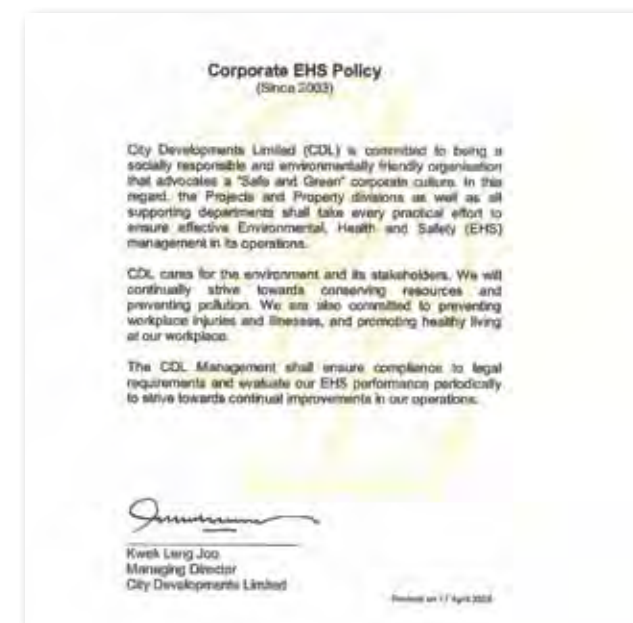 Corporate EHS Policy
(Since 2003)
City Developments Limited (CDL) is committed to being a
socially responsible and environmentally friendly organisation
that advocates a "Safe and Green" corporate culture. In this
regard, the Projects and Property divisions as well as all
supporting departments shall take every practical effort to
ensure effective Environmental, Health and Safety (EHS)
management in its operations.
CDL cares for the environment and its stakeholders. We will
continually strive towards conserving resources and
preventing pollution. We are also committed to preventing
workplace injuries and illnesses, and promoting healthy living
at our workplace.
The CDL Management shall ensure compliance to legal
requirements and evaluate our EHS performance periodically
to strive towards continual improvements in our operations.
Kwek Leng Joo
Managing Director
City Developments Limited
Revised on 17 April